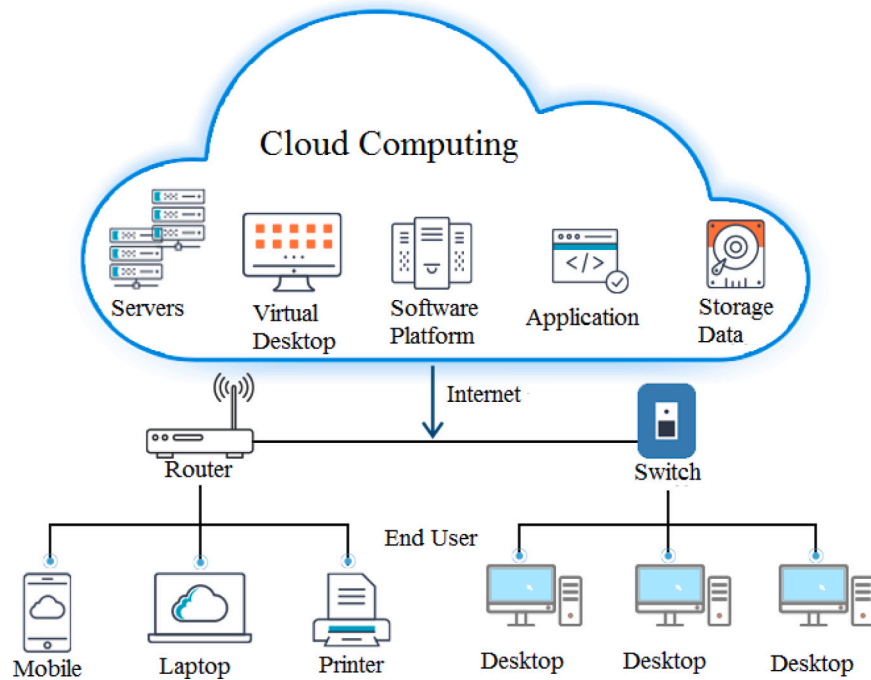 Cloud Computing
Servers
Virtual
Desktop
Software
Platform
</>
Application
Storage
Data
Internet
Router
Switch
End User
Mobile
Laptop
Printer
Desktop
Desktop
Desktop